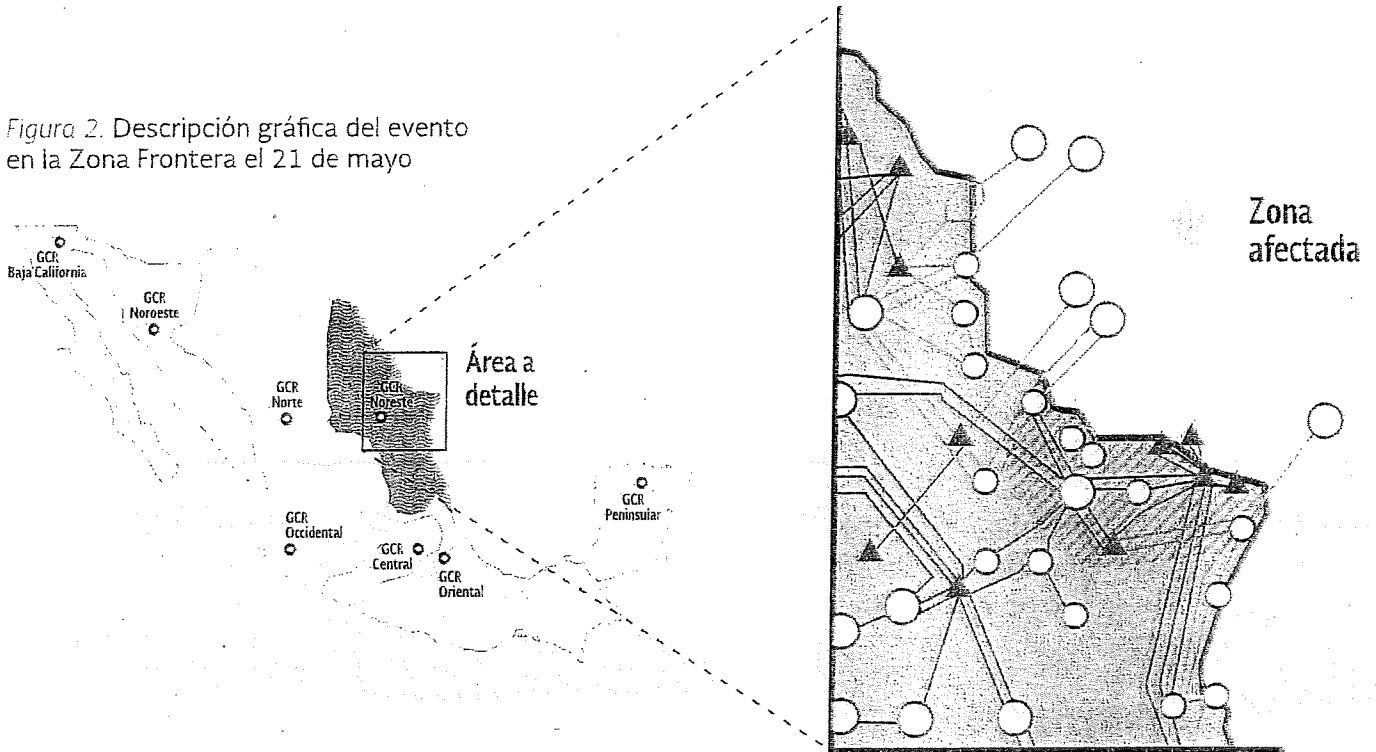 Figura 2. Descripción gráfica del evento
en la Zona Frontera el 21 de mayo
Zona
afectada
GCR
Baja California
GCR
Noroeste
GCR
Norte
GCR
Noreste
Área a
detalle
GCR
Peninsular
GCR
Occidental
GCR
Central
GCR
Oriental